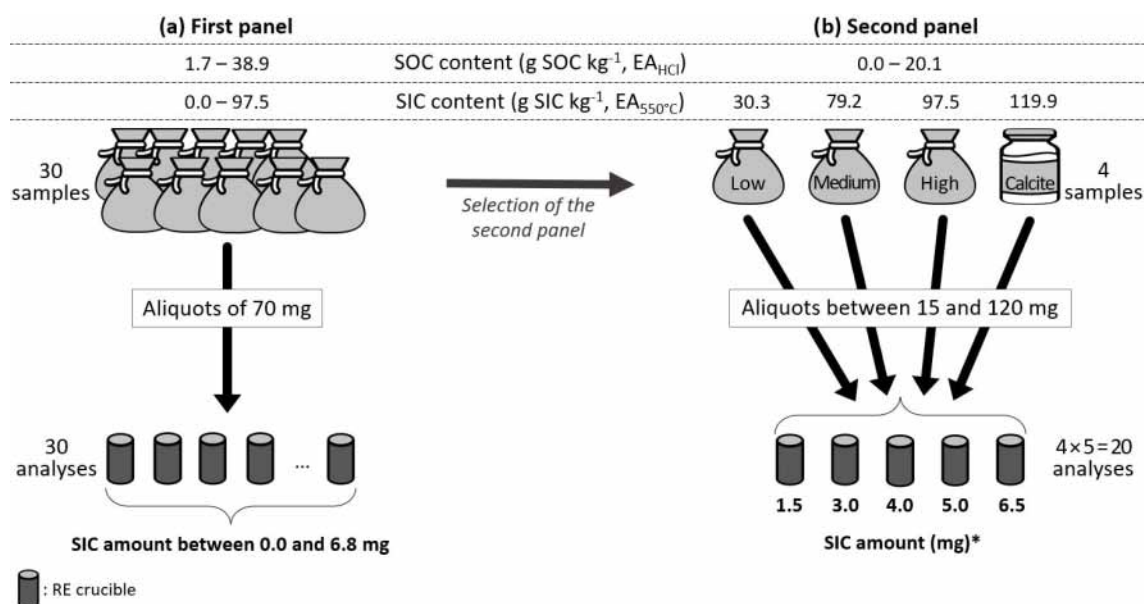 (a) First panel
(b) Second panel
1.7 – 38.9 SOC content (g SOC kg⁻¹, EA_HCl) 0.0 – 20.1
0.0 – 97.5 SIC content (g SIC kg⁻¹, EA_550°C) 30.3 79.2 97.5 119.9
30
samples
Low Medium High Calcite
4
samples
Selection of the
second panel
Aliquots of 70 mg
Aliquots between 15 and 120 mg
30
analyses
...
4×5=20
analyses
1.5 3.0 4.0 5.0 6.5
SIC amount between 0.0 and 6.8 mg
SIC amount (mg)*
: RE crucible